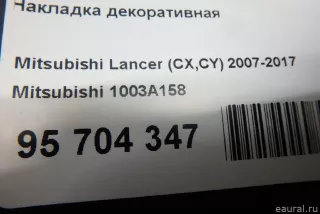 Накладка декоративная
Mitsubishi Lancer (CX,CY) 2007-2017
Mitsubishi 1003A158
95 704 347
eaural.ru